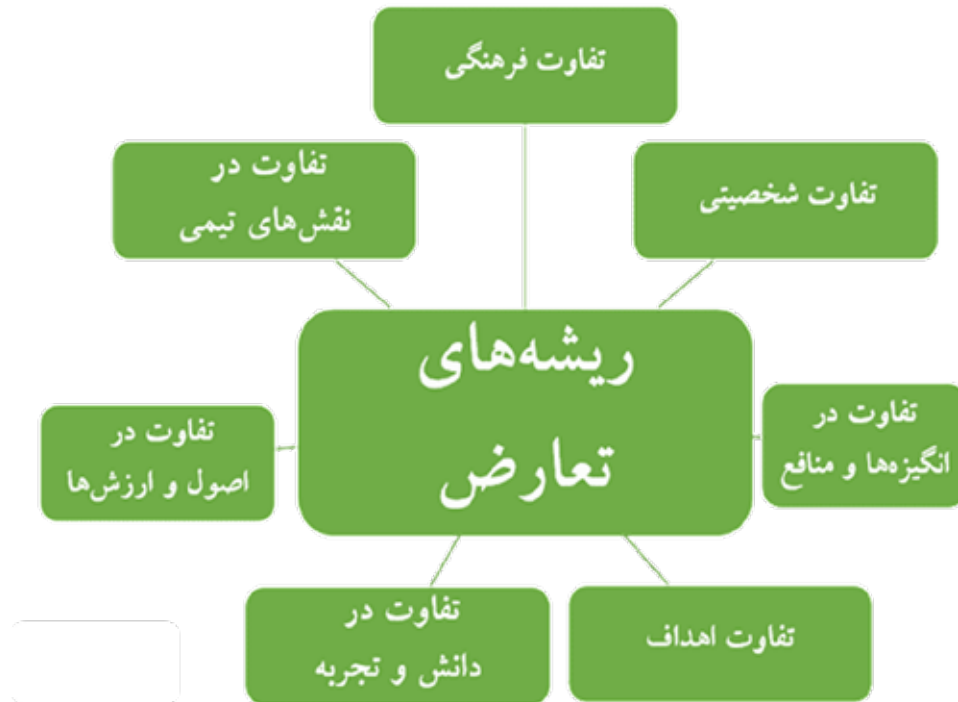 تفاوت فرهنگی
تفاوت شخصیتی
تفاوت در
نقش‌های تیمی
ریشه‌های
تعارض
تفاوت در
انگیزه‌ها و منافع
تفاوت در
اصول و ارزش‌ها
تفاوت اهداف
تفاوت در
دانش و تجربه